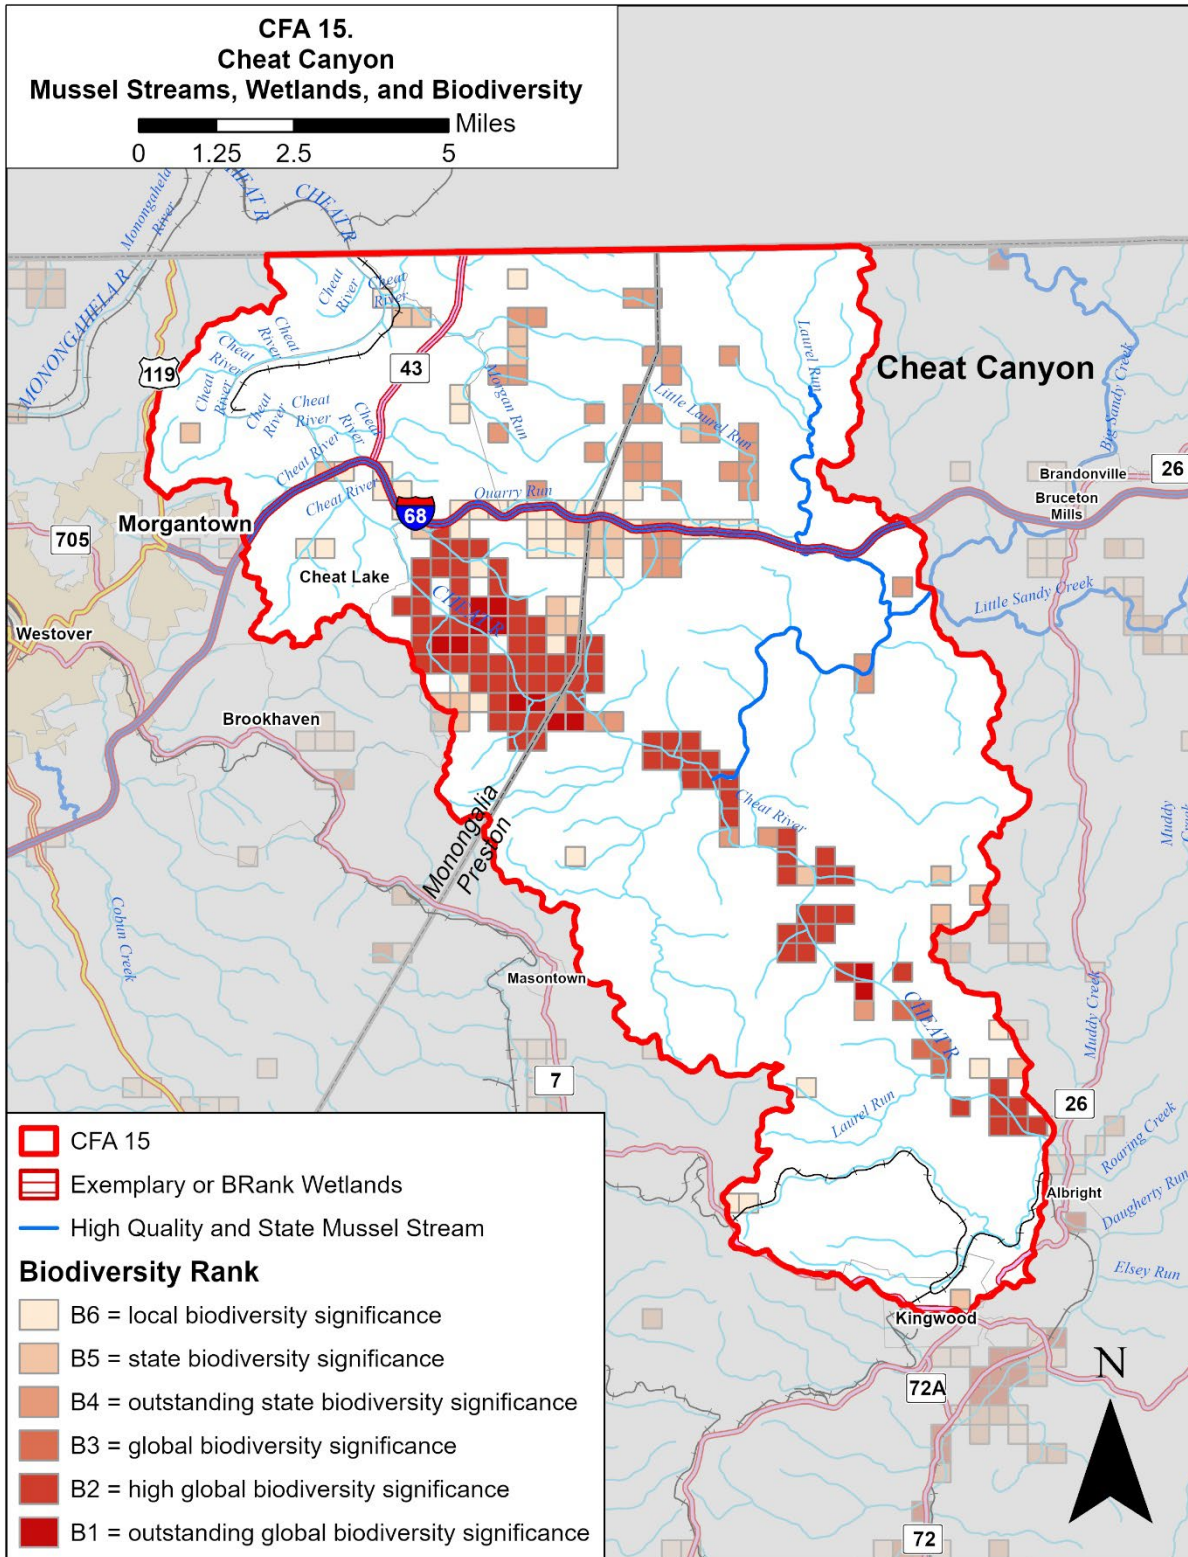 CFA 15.
Cheat Canyon
Mussel Streams, Wetlands, and Biodiversity
Miles
0 1.25 2.5 5
Monongahela
River
CHEAT R
CHEAT R
MONONGAHELA R
Cheat
River
Cheat
River
Cheat
River
Cheat
River
Cheat
River
Cheat
River
Cheat
River
Cheat
River
Cheat River
Cheat River
119
43
Morgan Run
Little Laurel Run
Laurel Run
Cheat Canyon
Big Sandy Creek
Brandonville
26
Bruceton
Mills
Quarry Run
68
Morgantown
705
Cheat Lake
Little Sandy Creek
CHEAT R
Westover
Brookhaven
Cheat River
Monongalia
Preston
Muddy
Creek
Cobun Creek
Masontown
CHEAT R
Muddy Creek
7
26
Laurel Run
Roaring Creek
Albright
Daugherty Run
Elsey Run
Kingwood
72A
72
N
CFA 15
Exemplary or BRank Wetlands
High Quality and State Mussel Stream
Biodiversity Rank
B6 = local biodiversity significance
B5 = state biodiversity significance
B4 = outstanding state biodiversity significance
B3 = global biodiversity significance
B2 = high global biodiversity significance
B1 = outstanding global biodiversity significance